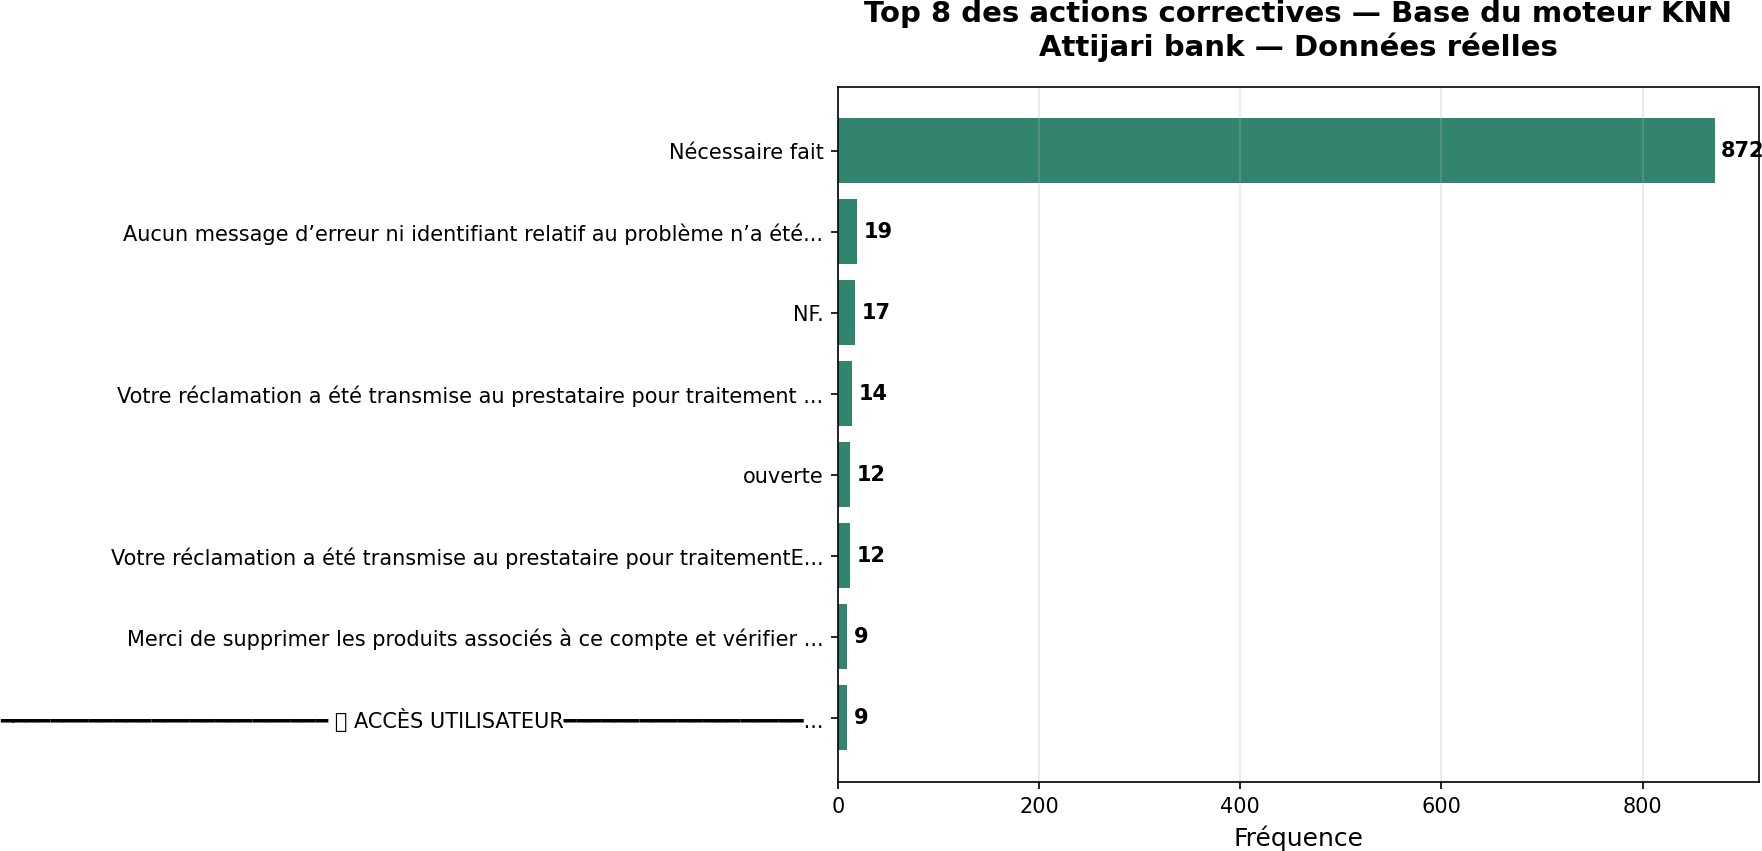 Top 8 des actions correctives — Base du moteur KNN
Attijari bank — Données réelles
Nécessaire fait
872
Aucun message d’erreur ni identifiant relatif au problème n’a été...
19
NF.
17
Votre réclamation a été transmise au prestataire pour traitement ...
14
ouverte
12
Votre réclamation a été transmise au prestataire pour traitementE...
12
Merci de supprimer les produits associés à ce compte et vérifier ...
9
ACCÈS UTILISATEUR...
9
0 200 400 600 800
Fréquence